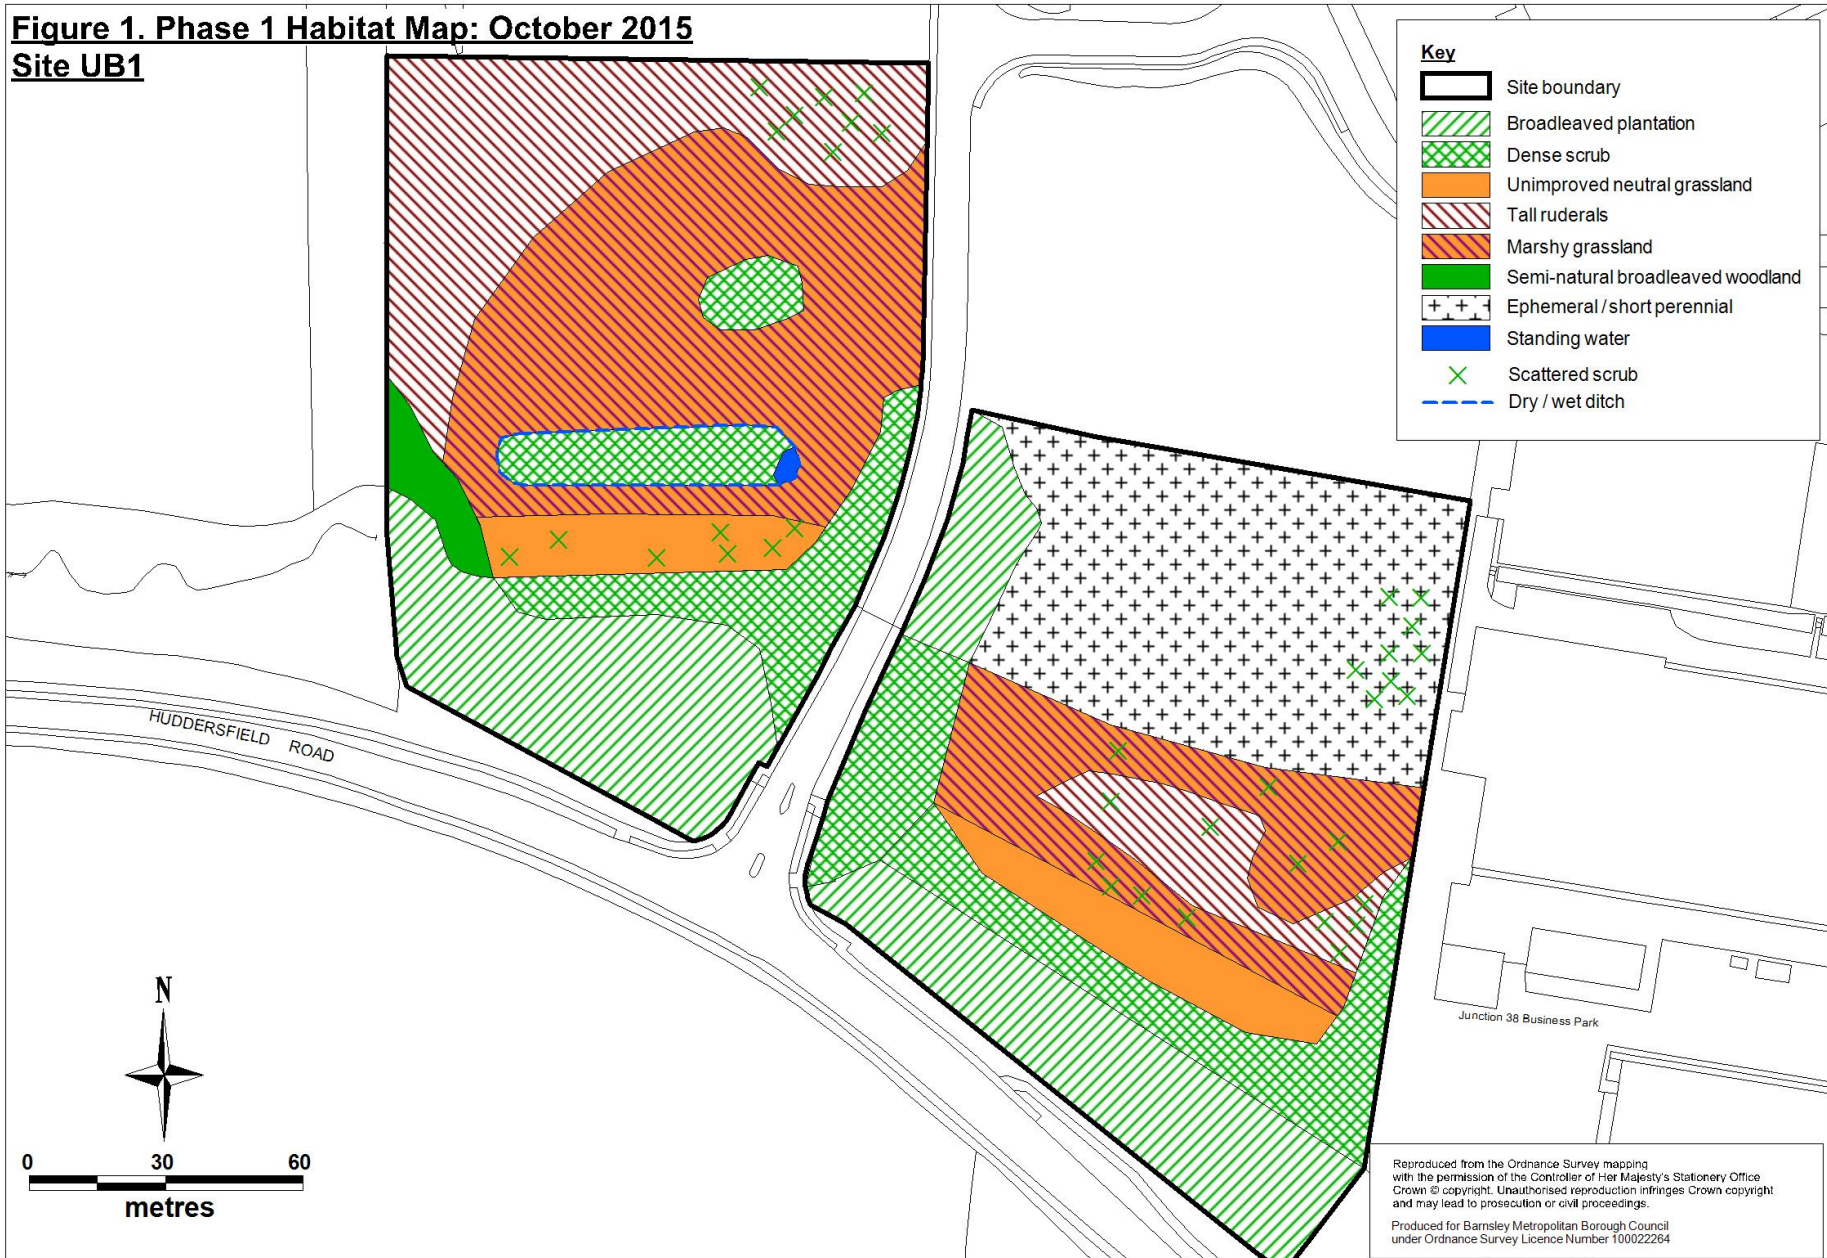 Figure 1. Phase 1 Habitat Map: October 2015
Site UB1
Key
Site boundary
Broadleaved plantation
Dense scrub
Unimproved neutral grassland
Tall ruderals
Marshy grassland
Semi-natural broadleaved woodland
Ephemeral / short perennial
Standing water
Scattered scrub
Dry / wet ditch
HUDDERSFIELD ROAD
Junction 38 Business Park
N
0 30 60
metres
Reproduced from the Ordnance Survey mapping
with the permission of the Controller of Her Majesty's Stationery Office
Crown © copyright. Unauthorised reproduction infringes Crown copyright
and may lead to prosecution or civil proceedings.
Produced for Barnsley Metropolitan Borough Council
under Ordnance Survey Licence Number 100022264